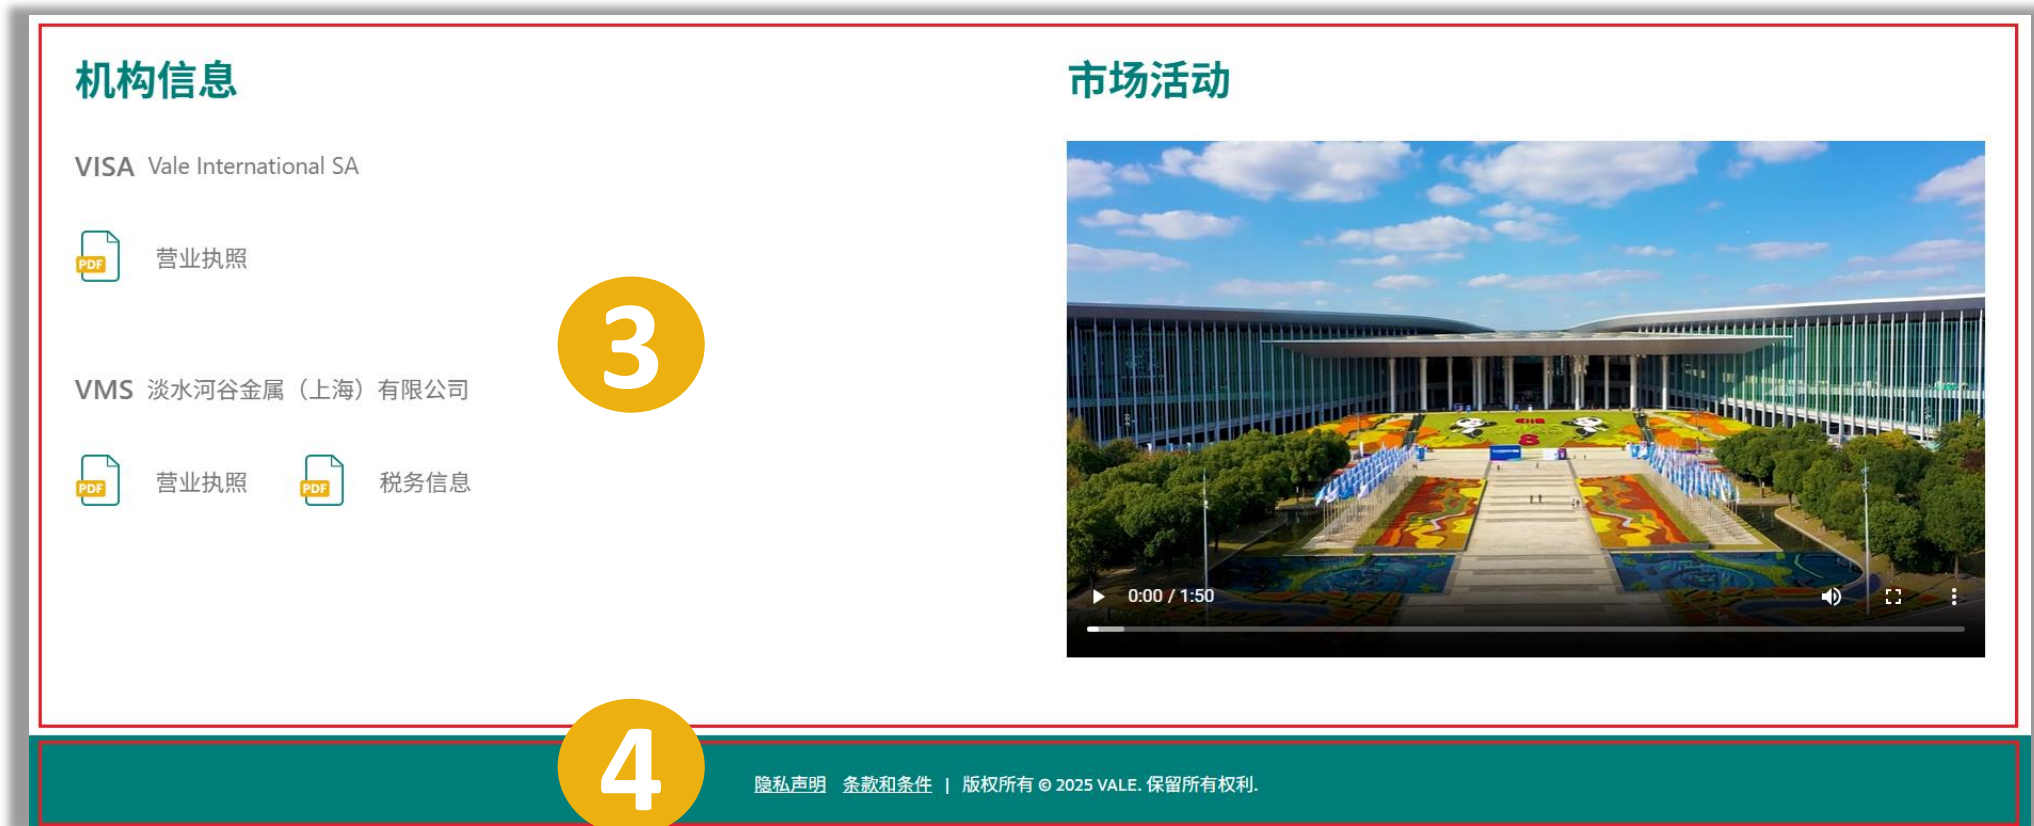 机构信息
VISA Vale International SA
PDF 营业执照
3
VMS 淡水河谷金属（上海）有限公司
PDF 营业执照 PDF 税务信息
市场活动
8
0:00 / 1:50
4
隐私声明 条款和条件 | 版权所有 © 2025 VALE. 保留所有权利.